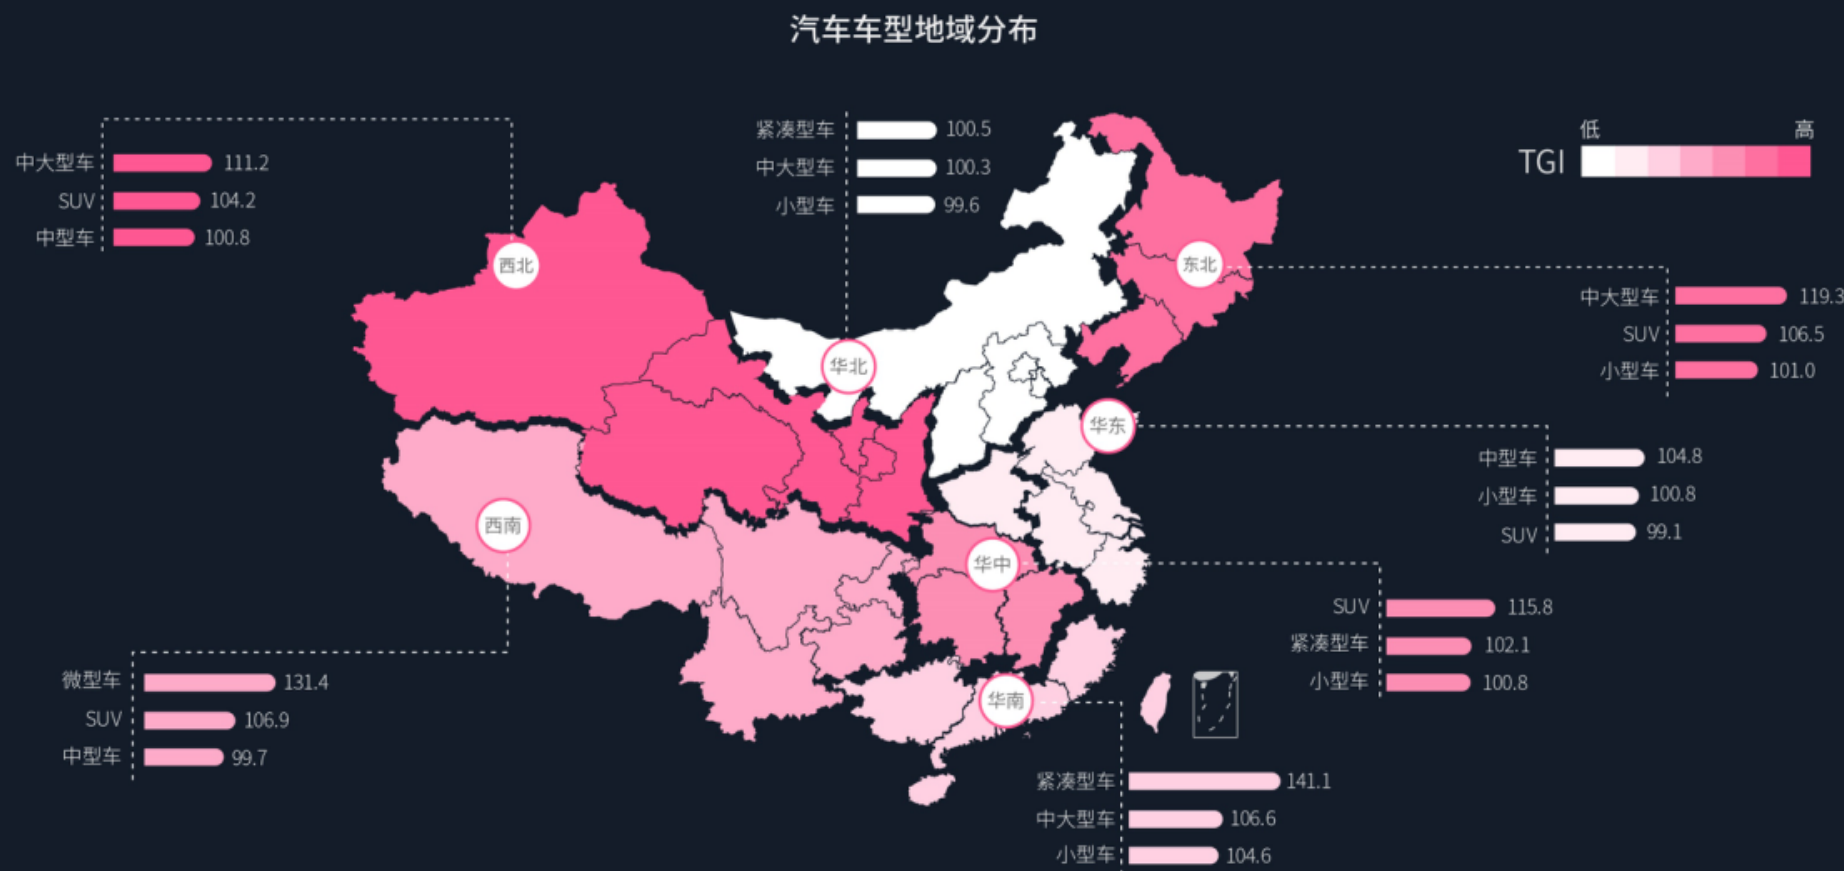 汽车车型地域分布
低 高
TGI
中大型车 111.2
SUV 104.2
中型车 100.8
西北
紧凑型车 100.5
中大型车 100.3
小型车 99.6
华北
东北
中大型车 119.3
SUV 106.5
小型车 101.0
华东
中型车 104.8
小型车 100.8
SUV 99.1
西南
微型车 131.4
SUV 106.9
中型车 99.7
华中
SUV 115.8
紧凑型车 102.1
小型车 100.8
华南
紧凑型车 141.1
中大型车 106.6
小型车 104.6